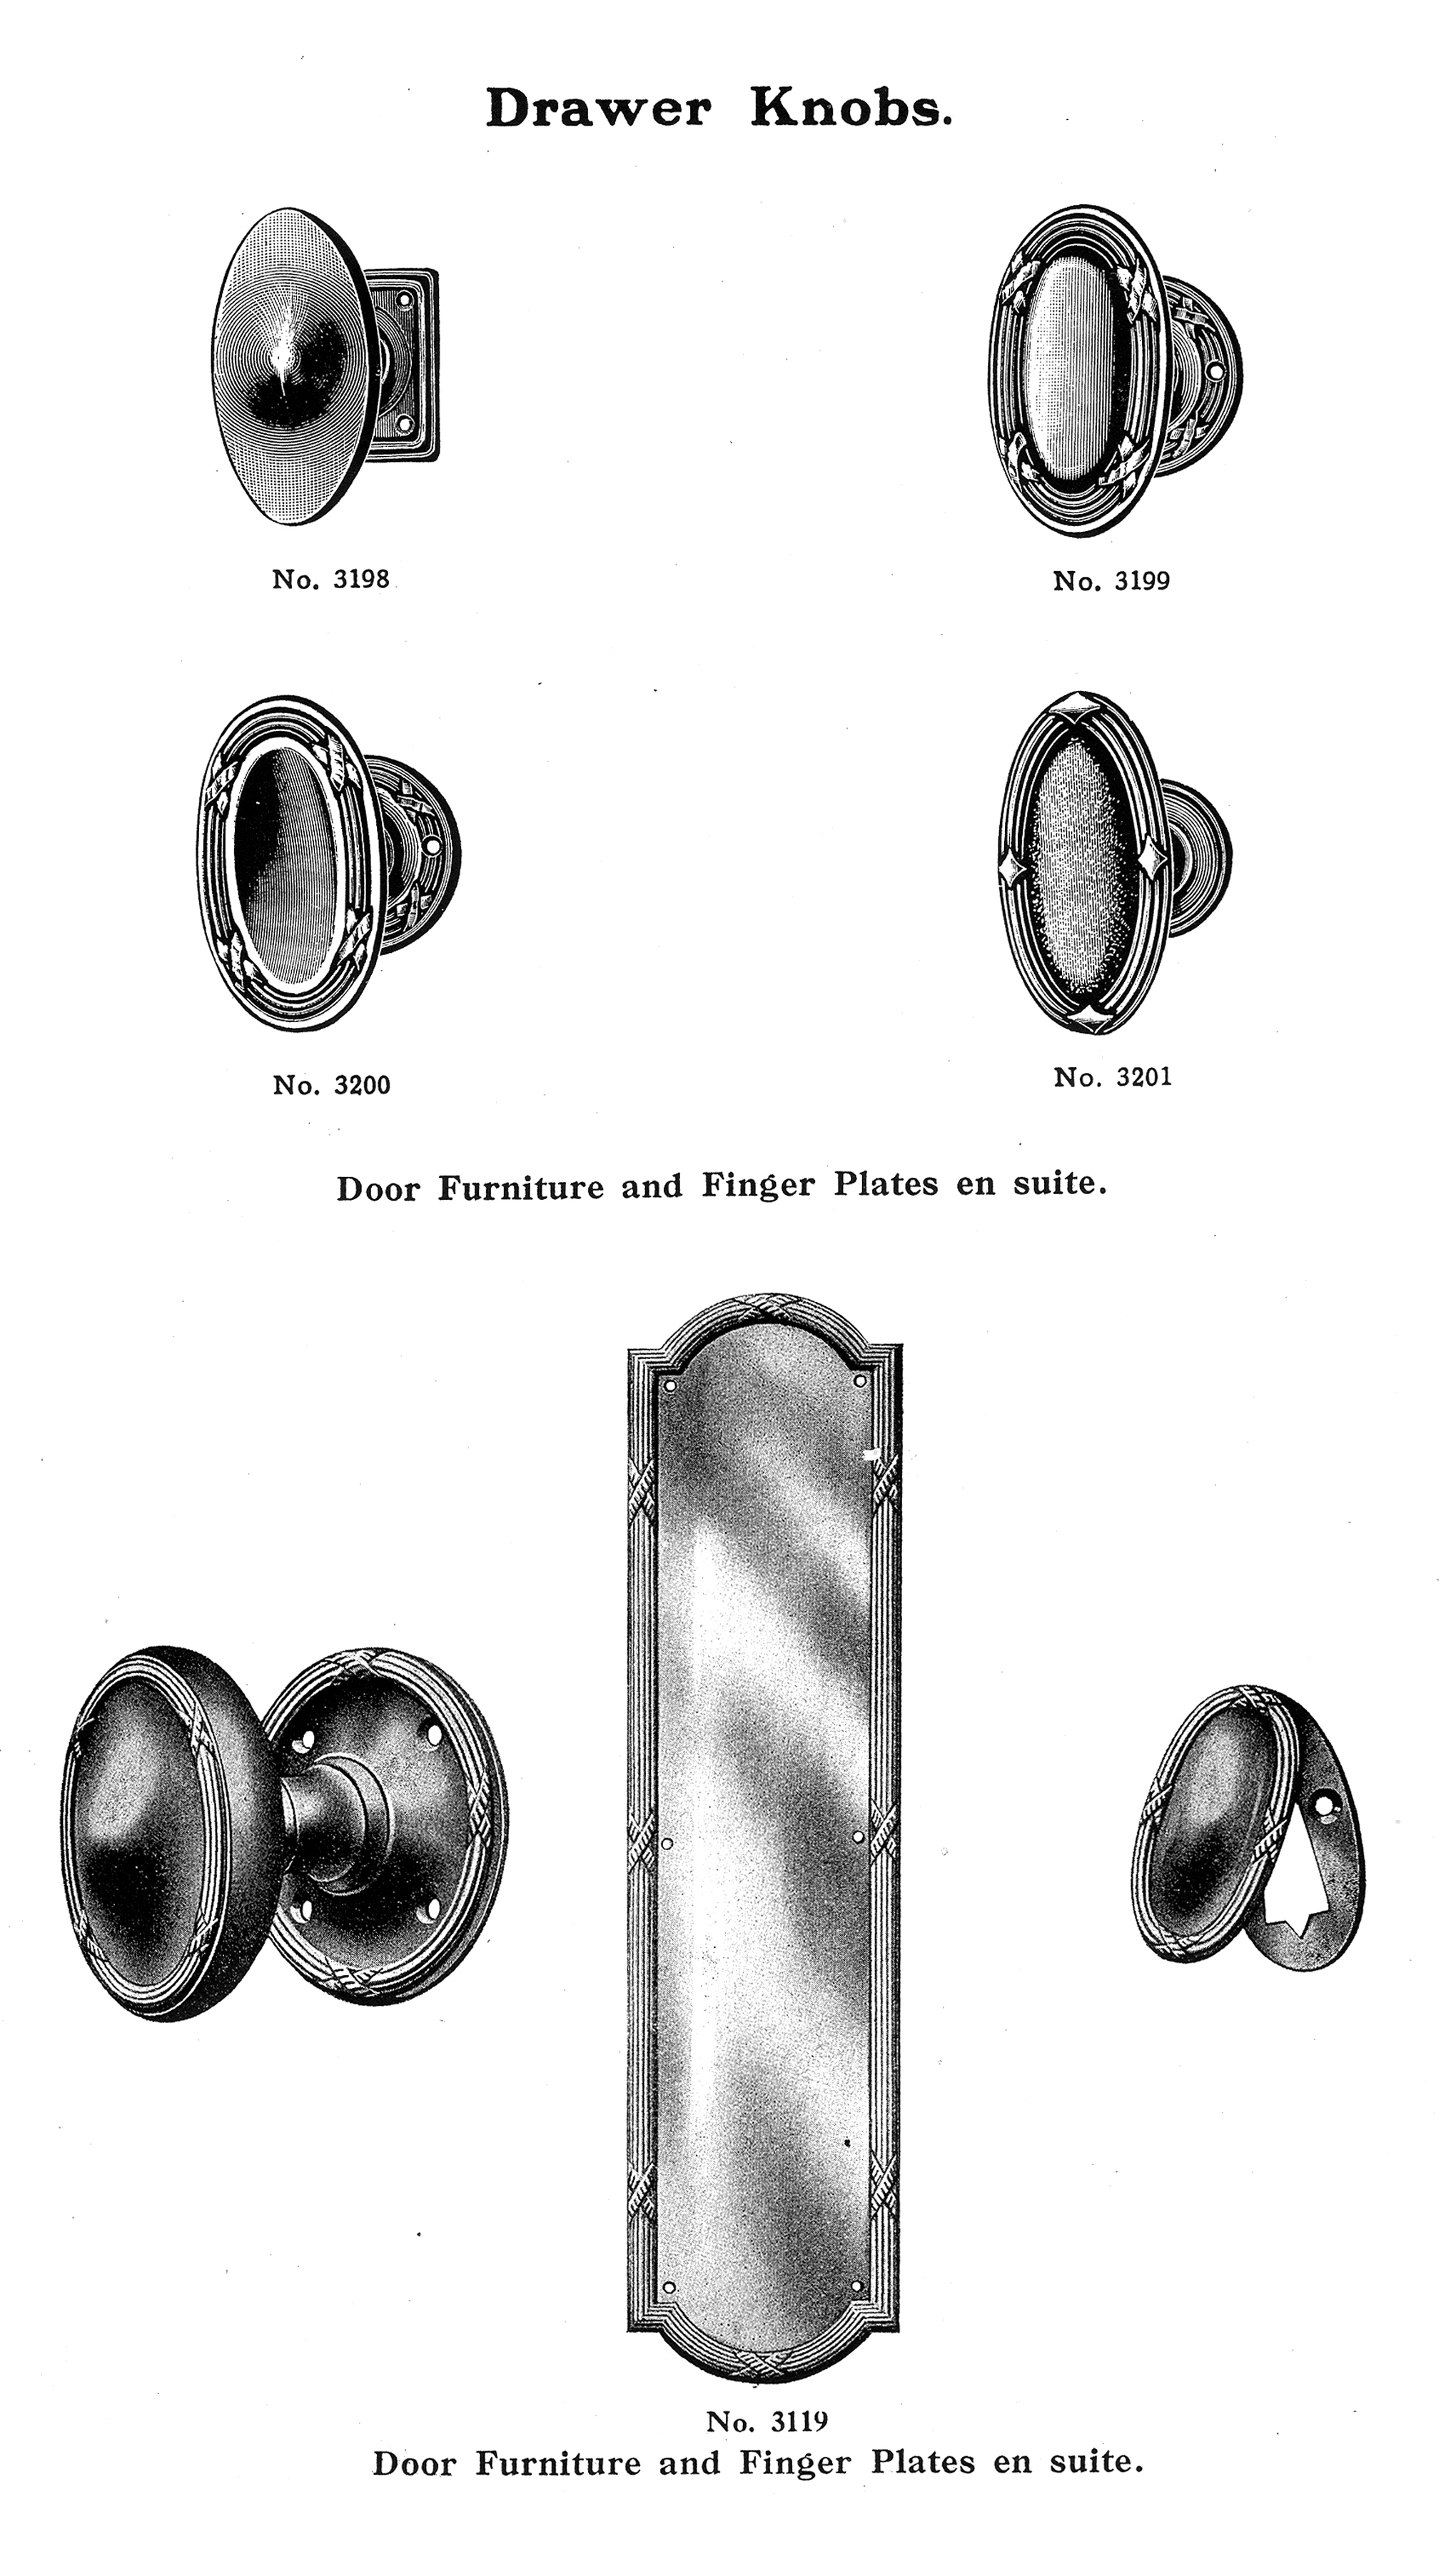 Drawer Knobs.
No. 3198
No. 3199
No. 3200
No. 3201
Door Furniture and Finger Plates en suite.
No. 3119
Door Furniture and Finger Plates en suite.